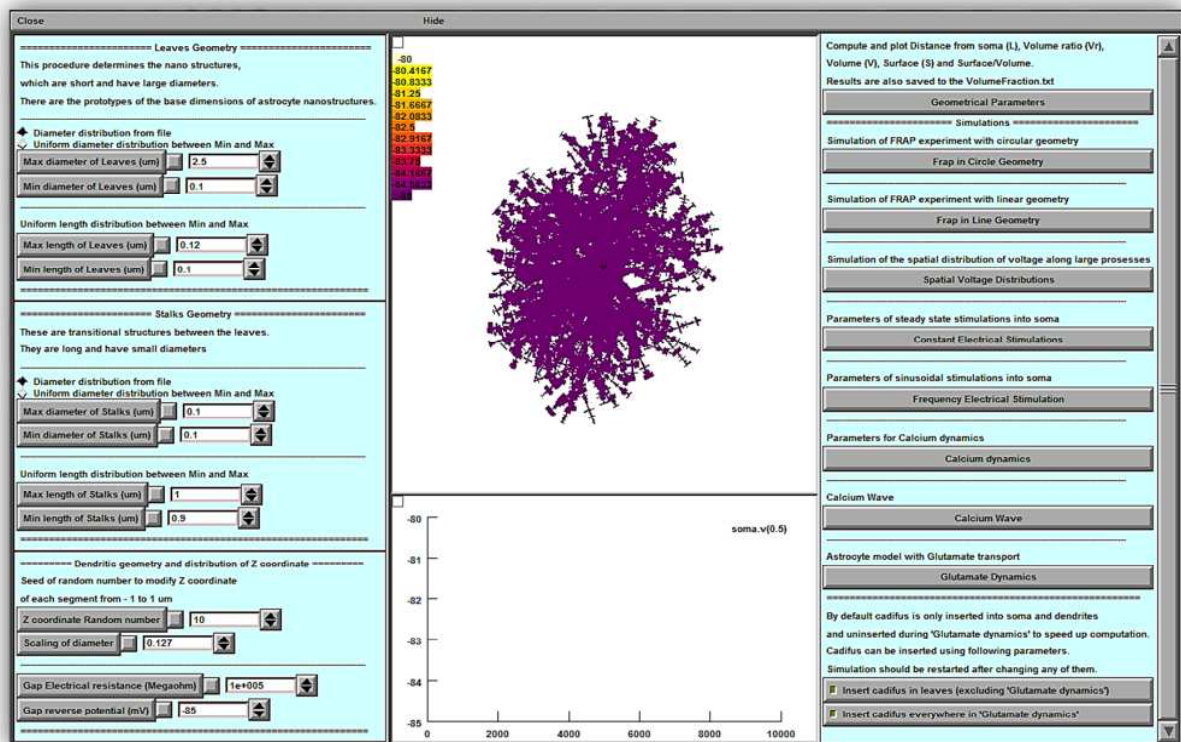 Close
Hide
==================== Leaves Geometry ====================
This procedure determines the nano structures,
which are short and have large diameters.
There are the prototypes of the base dimensions of astrocyte nanostructures.
Diameter distribution from file
Uniform diameter distribution between Min and Max
Max diameter of Leaves (um) 2.5
Min diameter of Leaves (um) 0.1
Uniform length distribution between Min and Max
Max length of Leaves (um) 0.12
Min length of Leaves (um) 0.1
==================== Stalks Geometry ====================
These are transitional structures between the leaves.
They are long and have small diameters
Diameter distribution from file
Uniform diameter distribution between Min and Max
Max diameter of Stalks (um) 0.1
Min diameter of Stalks (um) 0.1
Uniform length distribution between Min and Max
Max length of Stalks (um) 1
Min length of Stalks (um) 0.9
======== Dendritic geometry and distribution of Z coordinate ========
Seed of random number to modify Z coordinate
of each segment from - 1 to 1 um
Z coordinate Random number 10
Scaling of diameter 0.127
Gap Electrical resistance (Megaohm) 1e+005
Gap reverse potential (mV) -85
-80
-80.4167
-80.8333
-81.25
-81.6667
-82.0833
-82.5
-82.9167
-83.3333
-83.75
-84.1667
-80
-81
-82
-83
-84
-85
0
2000
4000
6000
8000
10000
soma.v(0.5)
Compute and plot Distance from soma (L), Volume ratio (Vr),
Volume (V), Surface (S) and Surface/Volume.
Results are also saved to the VolumeFraction.txt
Geometrical Parameters
==================== Simulations ====================
Simulation of FRAP experiment with circular geometry
Frap in Circle Geometry
Simulation of FRAP experiment with linear geometry
Frap in Line Geometry
Simulation of the spatial distribution of voltage along large prosesses
Spatial Voltage Distributions
Parameters of steady state stimulations into soma
Constant Electrical Stimulations
Parameters of sinusoidal stimulations into soma
Frequency Electrical Stimulation
Parameters for Calcium dynamics
Calcium dynamics
Calcium Wave
Calcium Wave
Astrocyte model with Glutamate transport
Glutamate Dynamics
By default cadifus is only inserted into soma and dendrites
and uninserted during 'Glutamate dynamics' to speed up computation.
Cadifus can be inserted using following parameters.
Simulation should be restarted after changing any of them.
Insert cadifus in leaves (excluding 'Glutamate dynamics')
Insert cadifus everywhere in 'Glutamate dynamics'